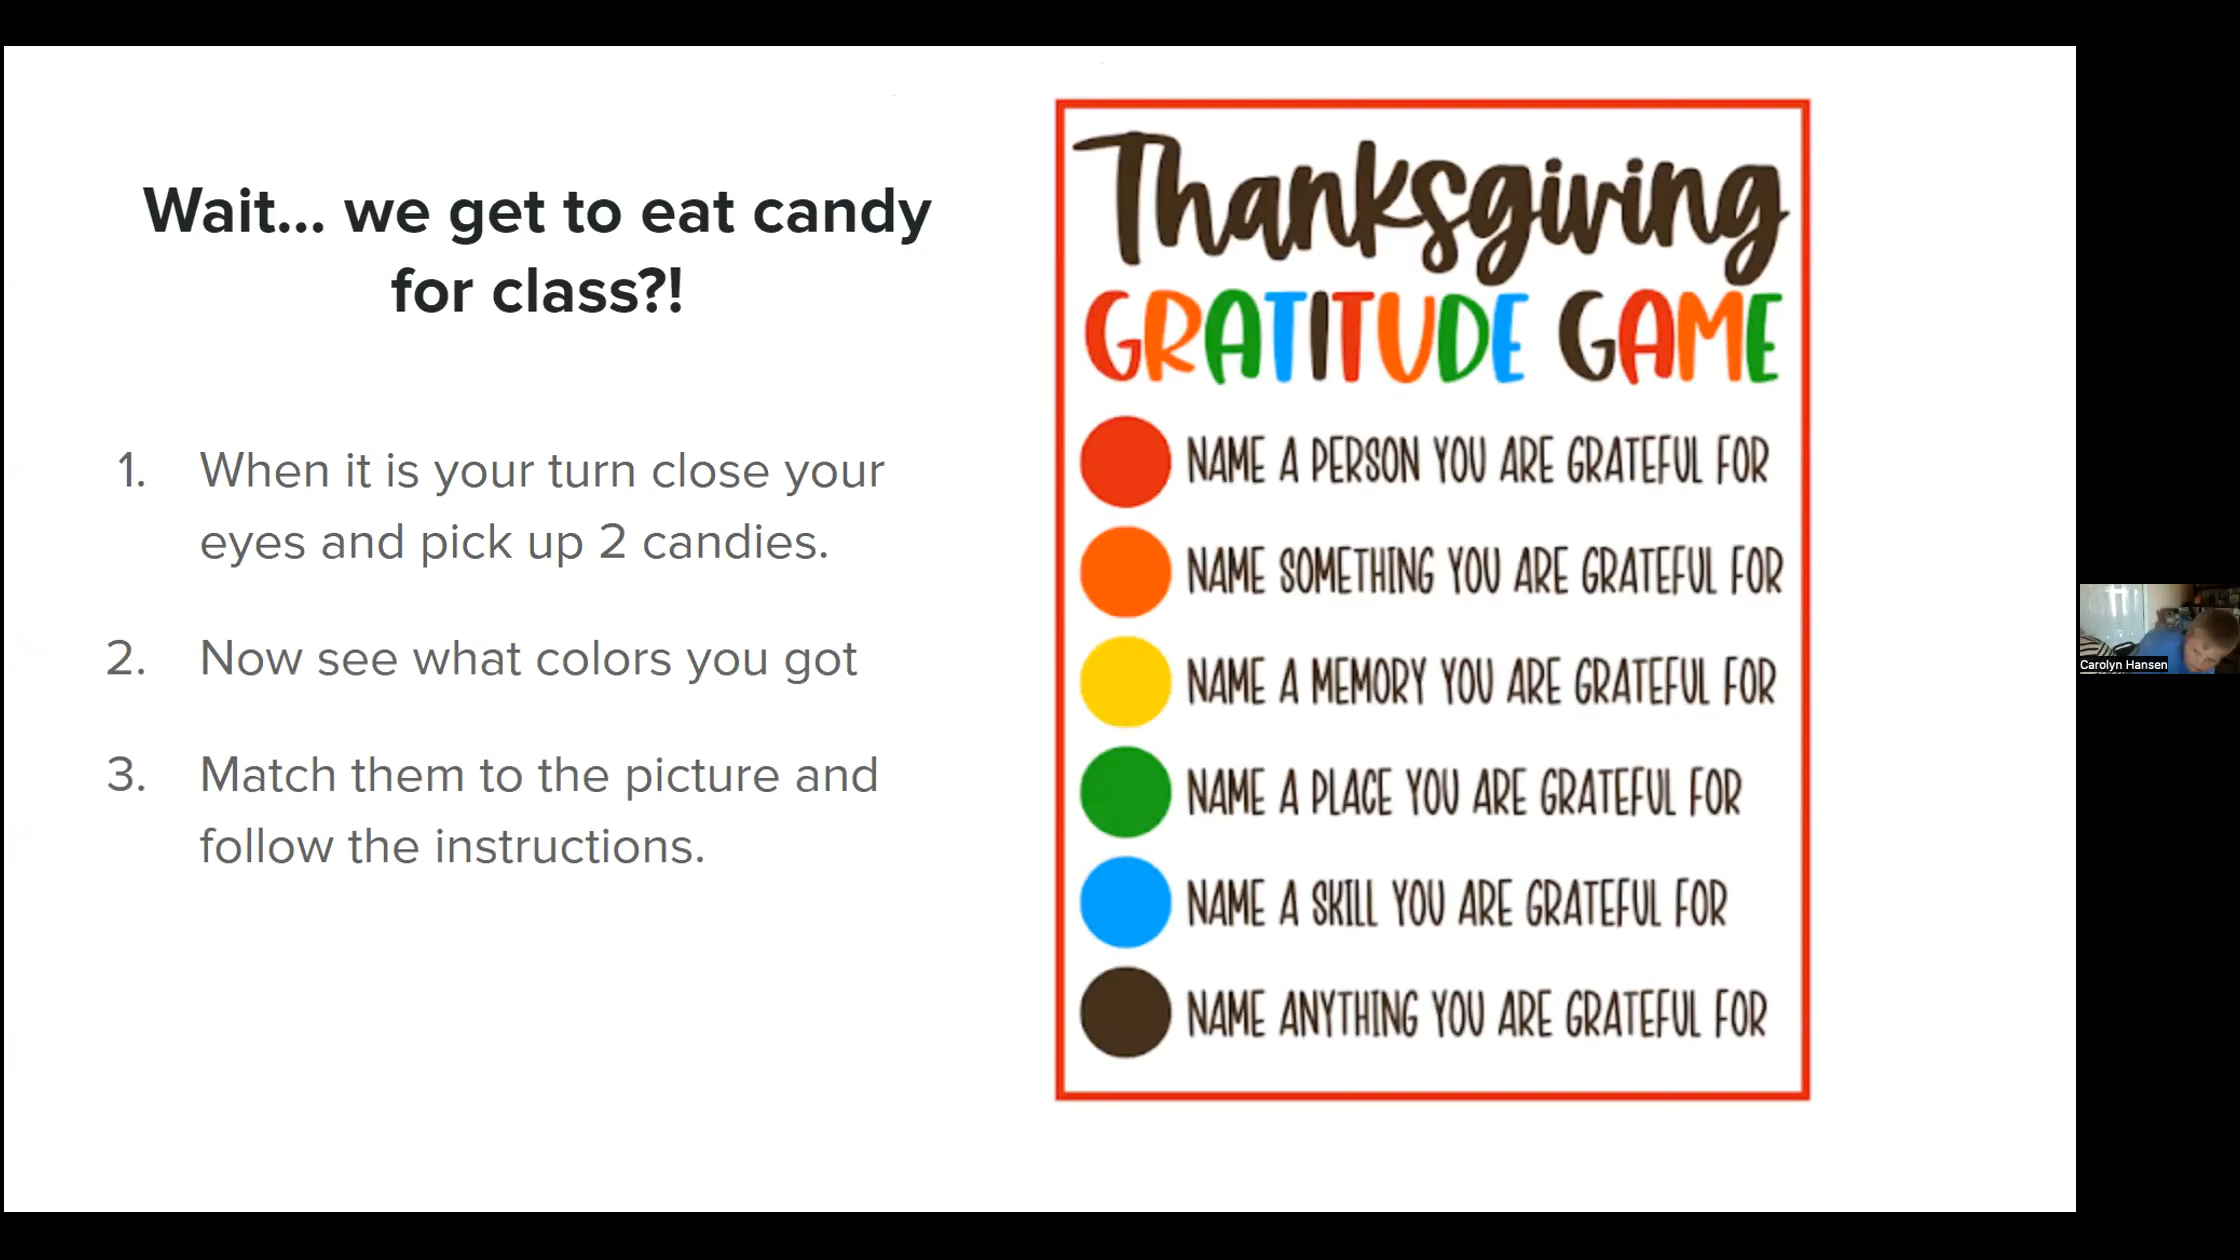 Wait... we get to eat candy
for class?!
1. When it is your turn close your
eyes and pick up 2 candies.
2. Now see what colors you got
3. Match them to the picture and
follow the instructions.
Thanksgiving
GRATITUDE GAME
NAME A PERSON YOU ARE GRATEFUL FOR
NAME SOMETHING YOU ARE GRATEFUL FOR
NAME A MEMORY YOU ARE GRATEFUL FOR
NAME A PLACE YOU ARE GRATEFUL FOR
NAME A SKILL YOU ARE GRATEFUL FOR
NAME ANYTHING YOU ARE GRATEFUL FOR
Carolyn Hansen